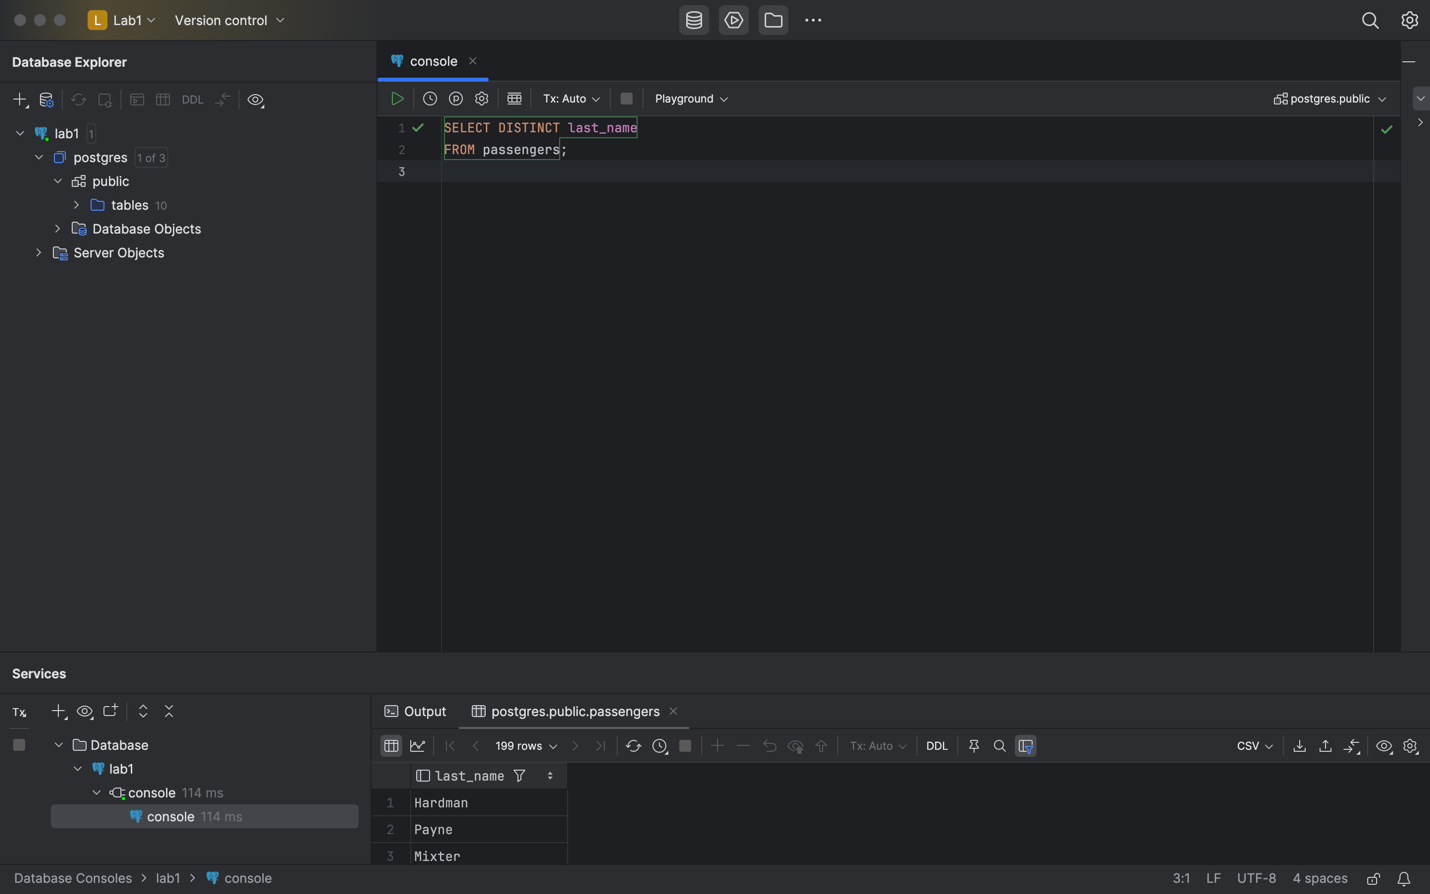 L Lab1 Version control
Database Explorer
DDL
lab1 1
postgres 1 of 3
public
tables 10
Database Objects
Server Objects
console
Tx: Auto Playground postgres.public
1 SELECT DISTINCT last_name
2 FROM passengers;
3
Services
Tx
Database
lab1
console 114 ms
console 114 ms
Output postgres.public.passengers
199 rows Tx: Auto DDL CSV
last_name
1 Hardman
2 Payne
3 Mixter
Database Consoles > lab1 > console 3:1 LF UTF-8 4 spaces